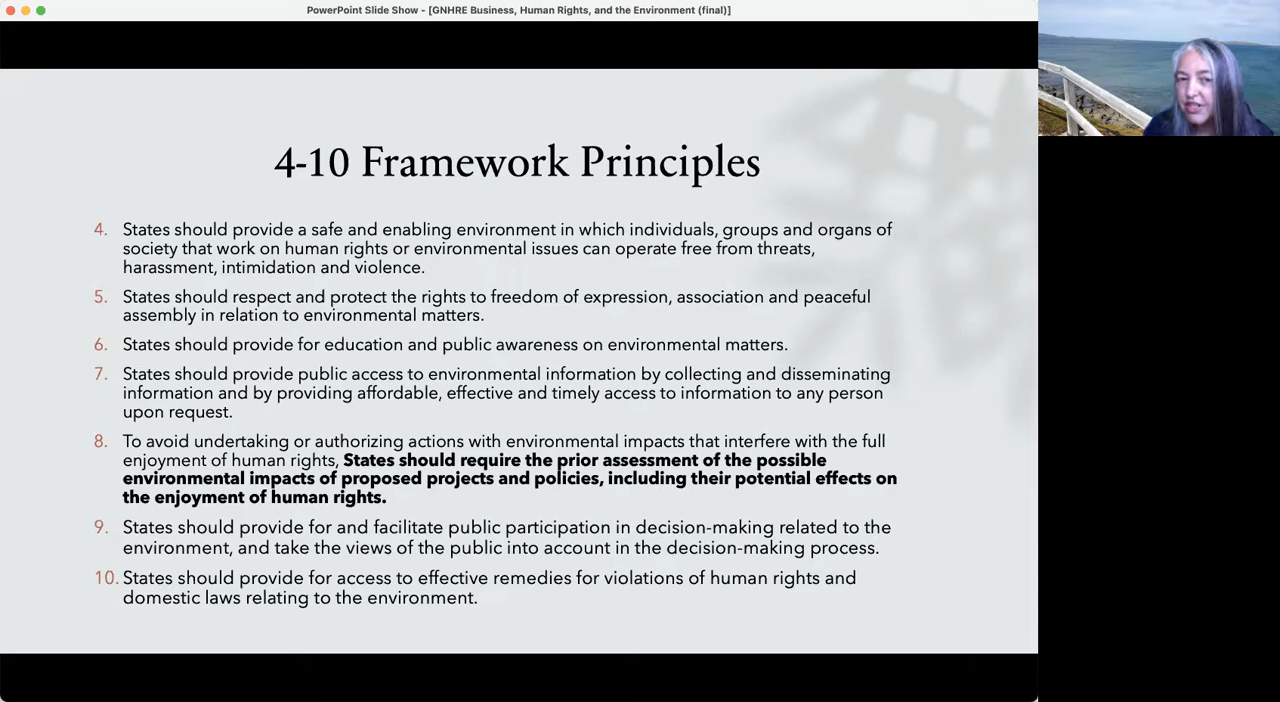 PowerPoint Slide Show - [GNHRE Business, Human Rights, and the Environment (final)]
4-10 Framework Principles
4. States should provide a safe and enabling environment in which individuals, groups and organs of
society that work on human rights or environmental issues can operate free from threats,
harassment, intimidation and violence.
5. States should respect and protect the rights to freedom of expression, association and peaceful
assembly in relation to environmental matters.
6. States should provide for education and public awareness on environmental matters.
7. States should provide public access to environmental information by collecting and disseminating
information and by providing affordable, effective and timely access to information to any person
upon request.
8. To avoid undertaking or authorizing actions with environmental impacts that interfere with the full
enjoyment of human rights, States should require the prior assessment of the possible
environmental impacts of proposed projects and policies, including their potential effects on
the enjoyment of human rights.
9. States should provide for and facilitate public participation in decision-making related to the
environment, and take the views of the public into account in the decision-making process.
10. States should provide for access to effective remedies for violations of human rights and
domestic laws relating to the environment.